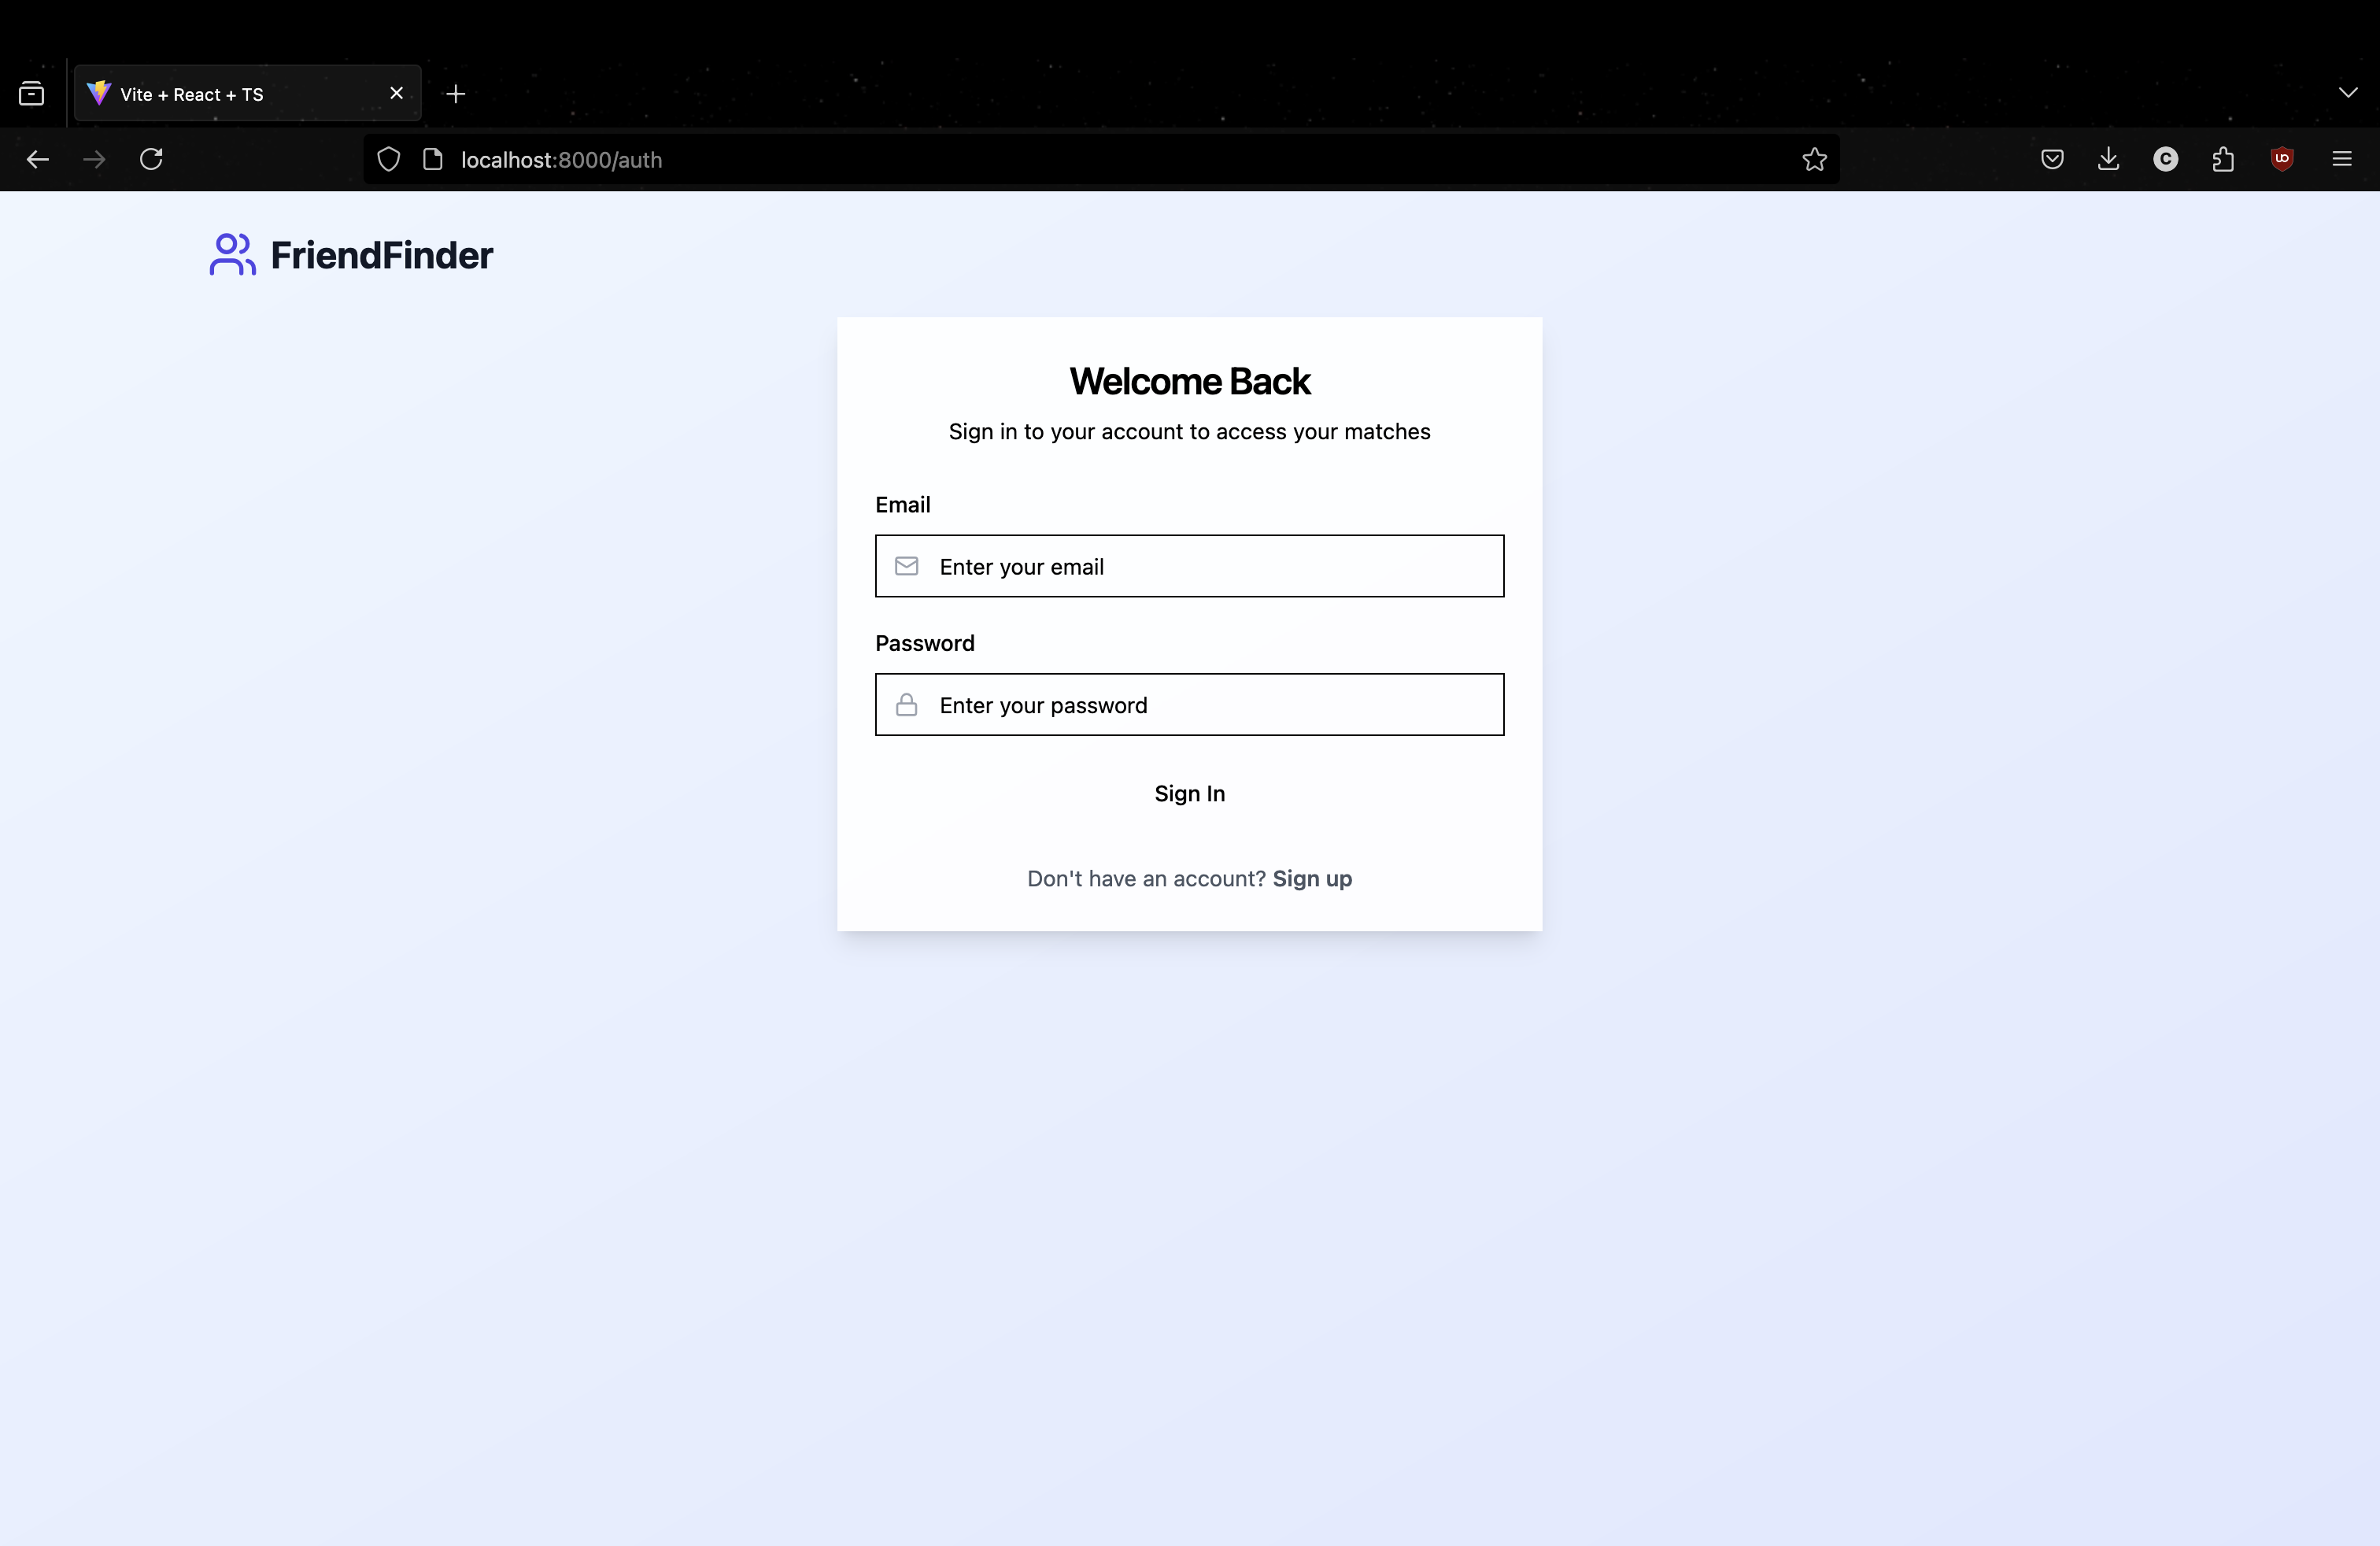 Vite + React + TS
localhost:8000/auth
C
UO
FriendFinder
Welcome Back
Sign in to your account to access your matches
Email
Enter your email
Password
Enter your password
Sign In
Don't have an account? Sign up